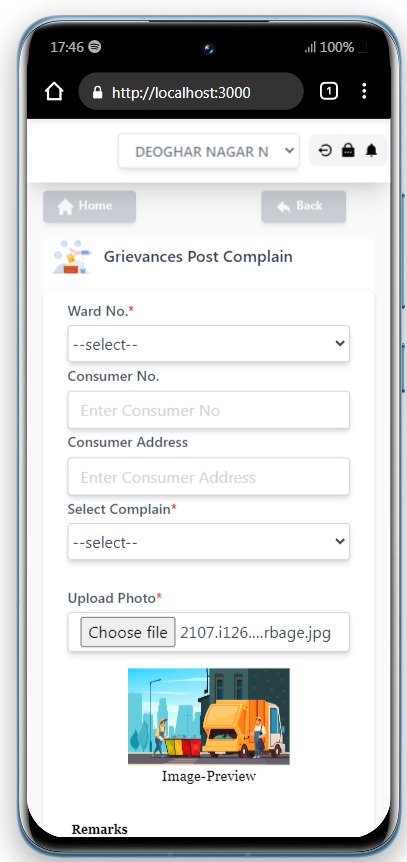 17:46
100%
http://localhost:3000
1
DEOGHAR NAGAR N
Home
Back
Grievances Post Complain
Ward No.*
--select--
Consumer No.
Enter Consumer No
Consumer Address
Enter Consumer Address
Select Complain*
--select--
Upload Photo*
Choose file 2107.i126....rbage.jpg
Image-Preview
Remarks